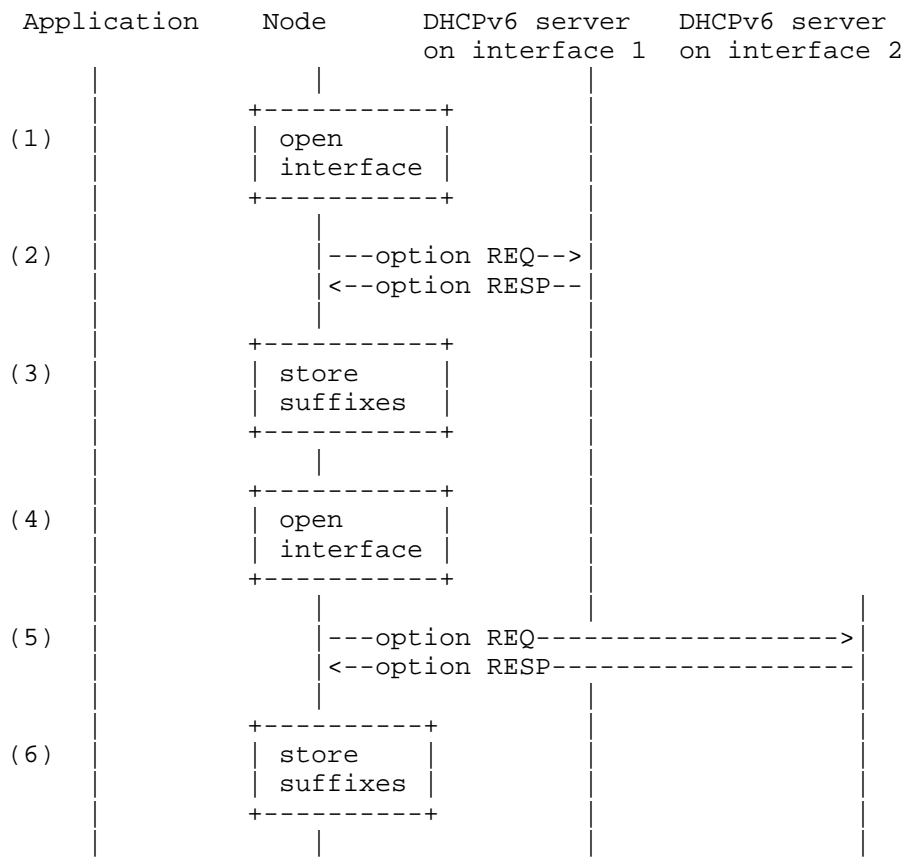 Application Node DHCPv6 server DHCPv6 server
on interface 1 on interface 2
(1) open
interface
(2) ---option REQ-->
<--option RESP--
(3) store
suffixes
(4) open
interface
(5) ---option REQ------------------->
<--option RESP-------------------
(6) store
suffixes